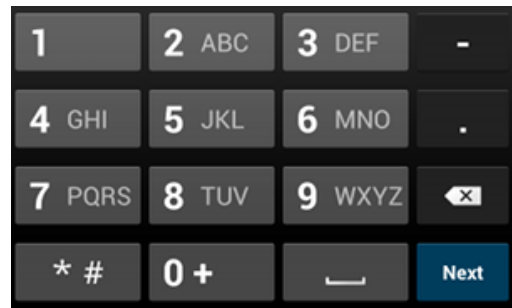 1 2 ABC 3 DEF -
4 GHI 5 JKL 6 MNO .
7 PQRS 8 TUV 9 WXYZ
* # 0 + Next